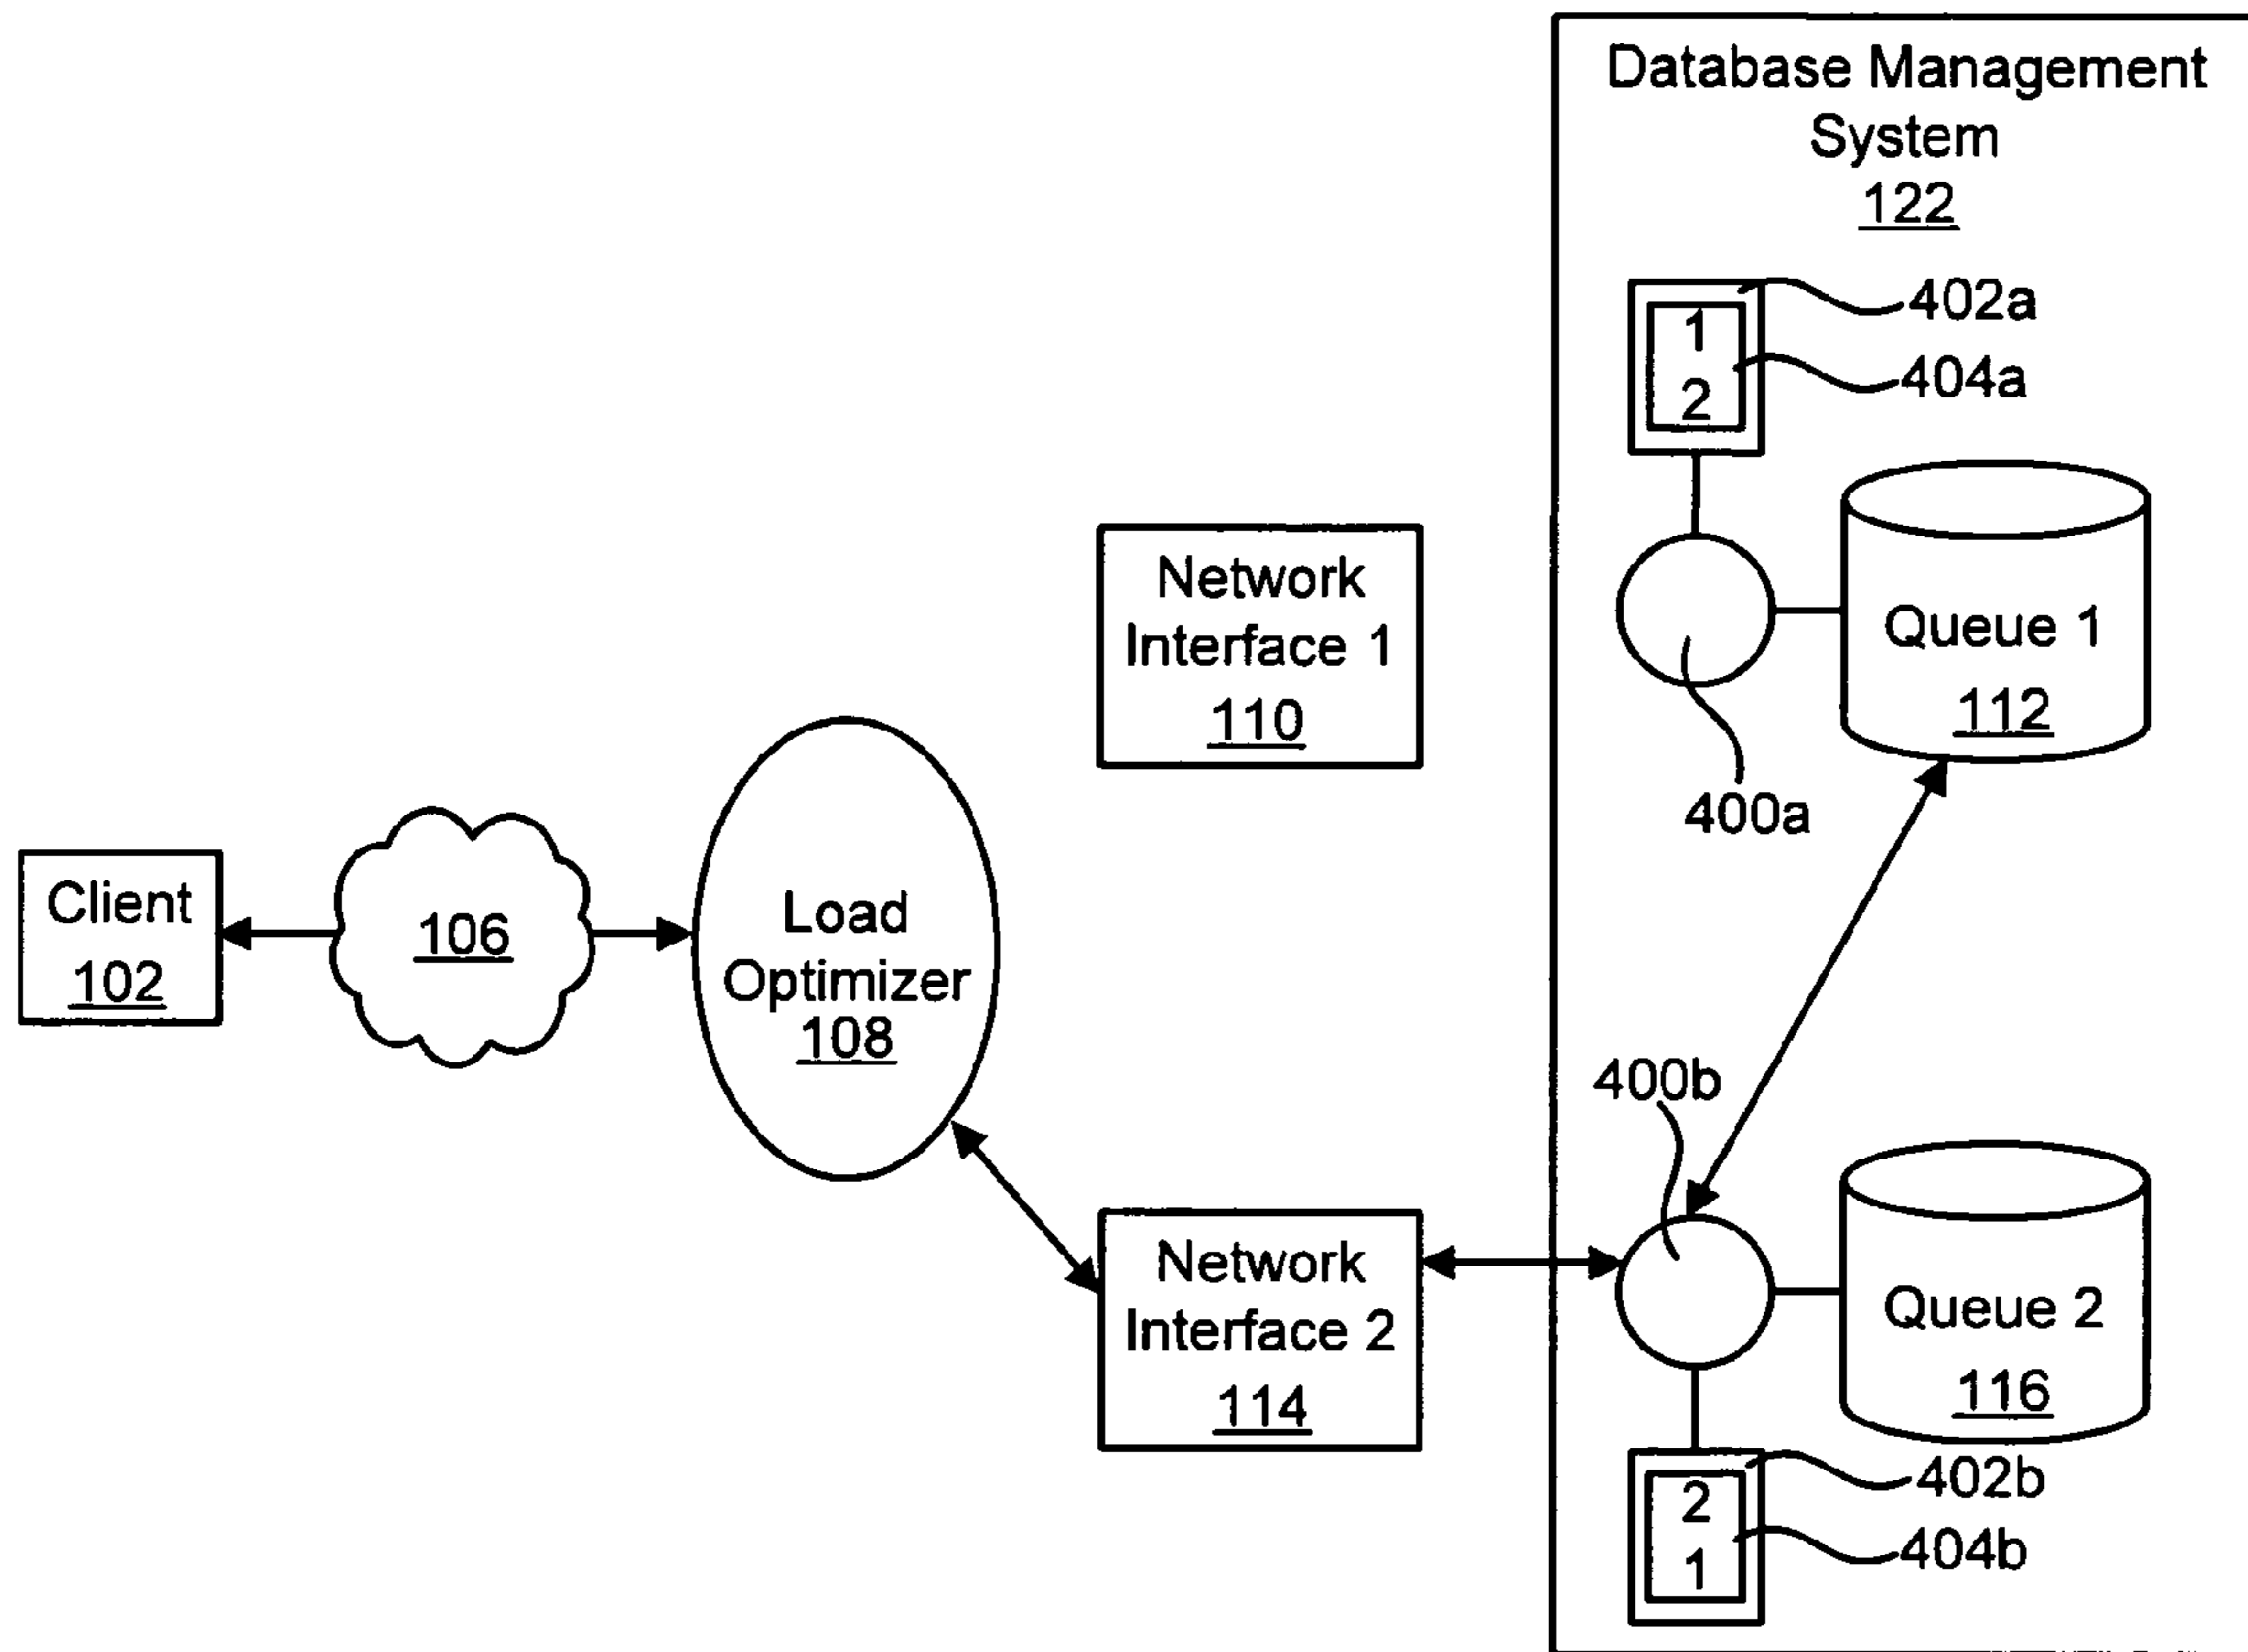 Database Management
System
122
402a
1
404a
2
Network
Interface 1
110
Queue 1
112
400a
Client
102
106
Load
Optimizer
108
400b
Network
Interface 2
114
Queue 2
116
402b
2
404b
1